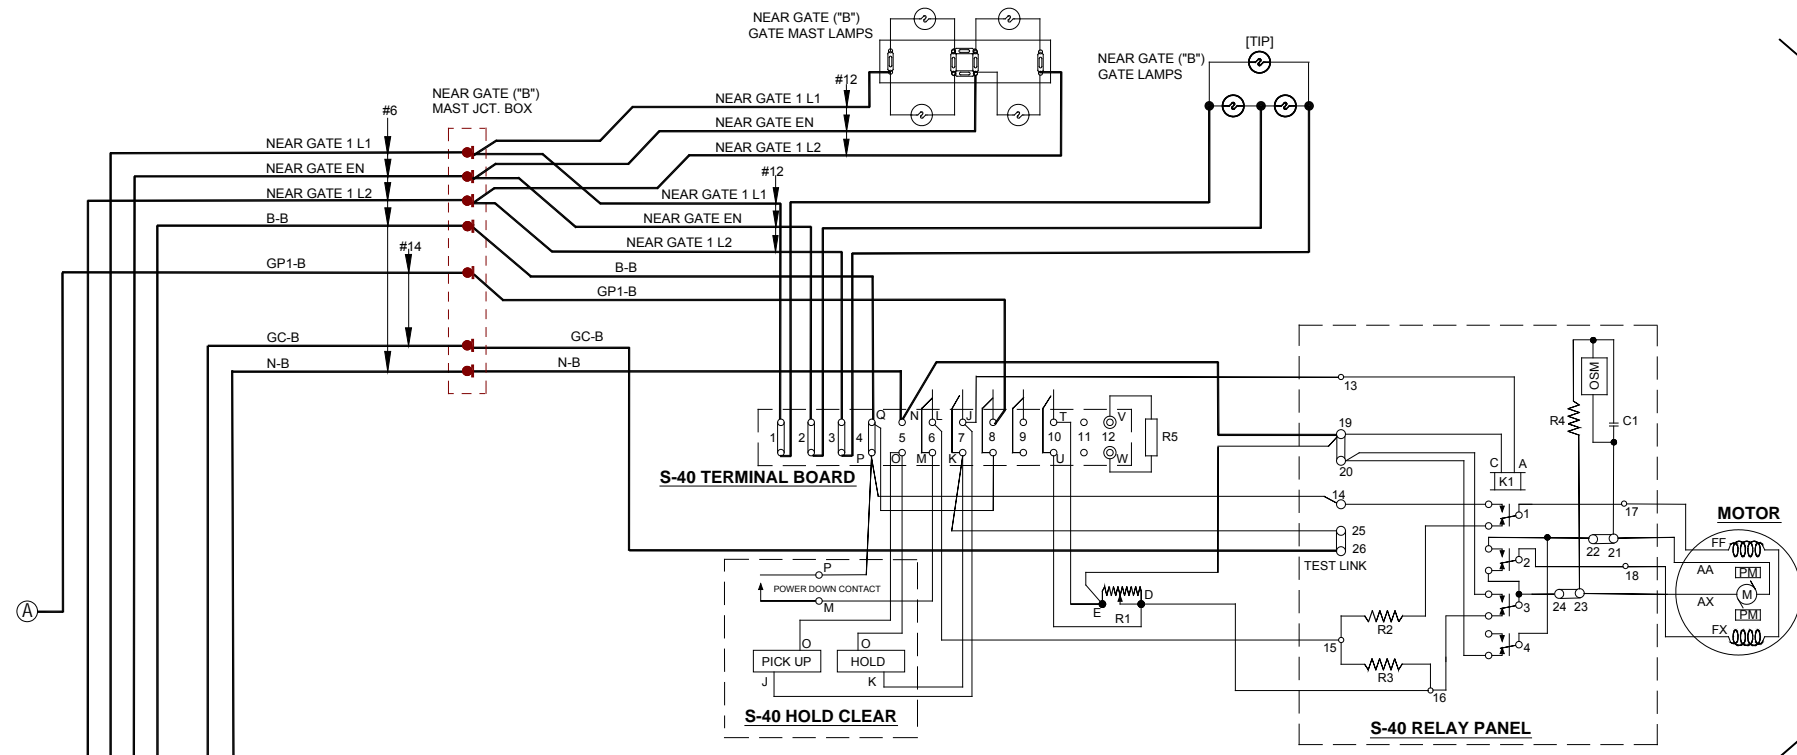 NEAR GATE ("B")
GATE MAST LAMPS
[TIP]
NEAR GATE ("B")
GATE LAMPS
NEAR GATE ("B")
MAST JCT. BOX
#6
#12
NEAR GATE 1 L1
NEAR GATE EN
NEAR GATE 1 L2
NEAR GATE 1 L1
NEAR GATE EN
NEAR GATE 1 L2
#12
NEAR GATE 1 L1
NEAR GATE EN
NEAR GATE 1 L2
B-B
B-B
#14
GP1-B
GP1-B
GC-B
GC-B
N-B
N-B
Q N L J T V
1 2 3 4 5 6 7 8 9 10 11 12
P O M K U W
R5
S-40 TERMINAL BOARD
13
19
20
14
25
26
TEST LINK
C A
K1
OSM
R4
C1
1
2
3
4
17
22 21
18
24 23
15
R2
R3
16
S-40 RELAY PANEL
MOTOR
FF
AA
PM
M
AX
PM
FX
E
D
R1
P
POWER DOWN CONTACT
M
O
O
PICK UP
HOLD
J
K
S-40 HOLD CLEAR
A